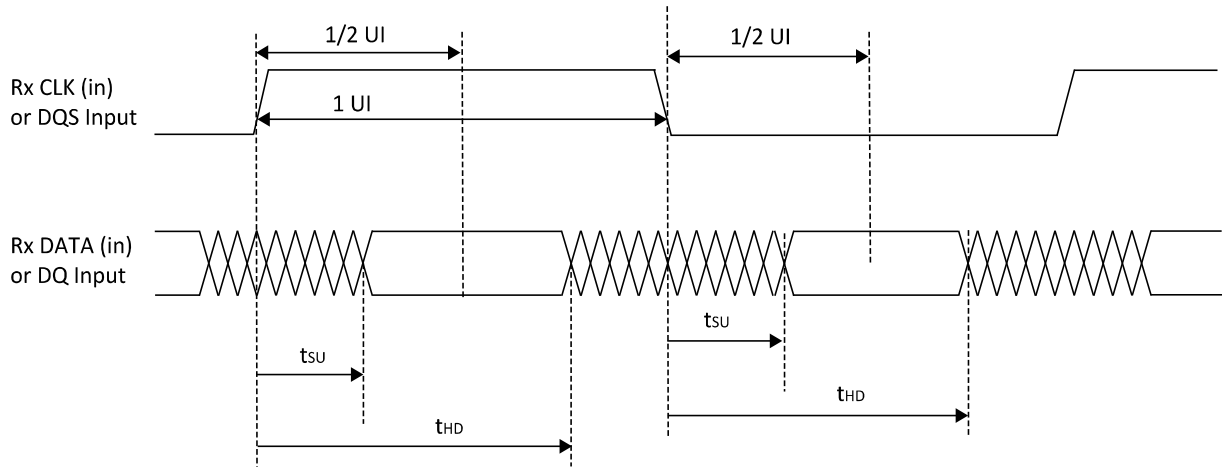 1/2 UI
1/2 UI
Rx CLK (in)
or DQS Input
1 UI
Rx DATA (in)
or DQ Input
tSU
tSU
tHD
tHD